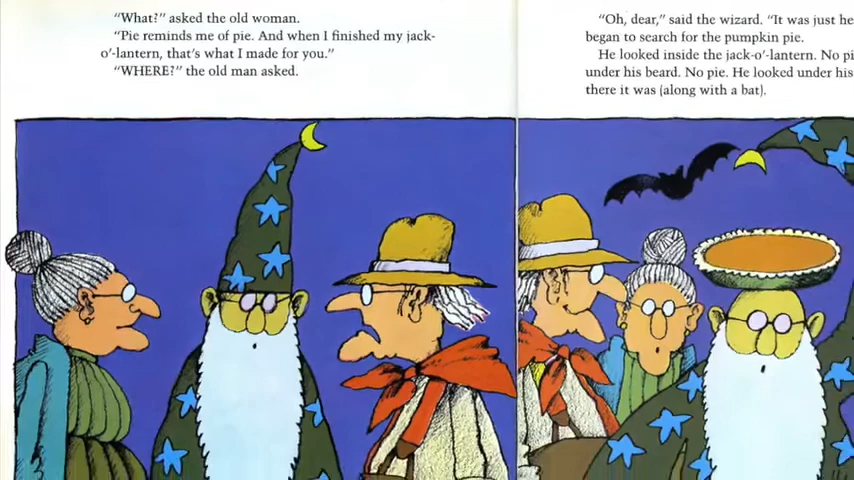 “What?” asked the old woman.
“Pie reminds me of pie. And when I finished my jack-
o’-lantern, that’s what I made for you.”
“WHERE?” the old man asked.
“Oh, dear,” said the wizard. “It was just he
began to search for the pumpkin pie.
He looked inside the jack-o’-lantern. No pi
under his beard. No pie. He looked under his
there it was (along with a bat).